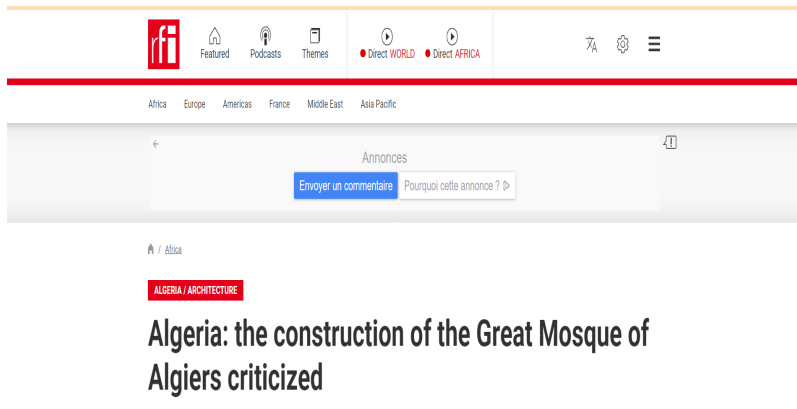 rfi
Featured Podcasts Themes Direct WORLD Direct AFRICA
Africa Europe Americas France Middle East Asia Pacific
Annonces
Envoyer un commentaire Pourquoi cette annonce ?
/ Africa
ALGERIA / ARCHITECTURE
Algeria: the construction of the Great Mosque of
Algiers criticized